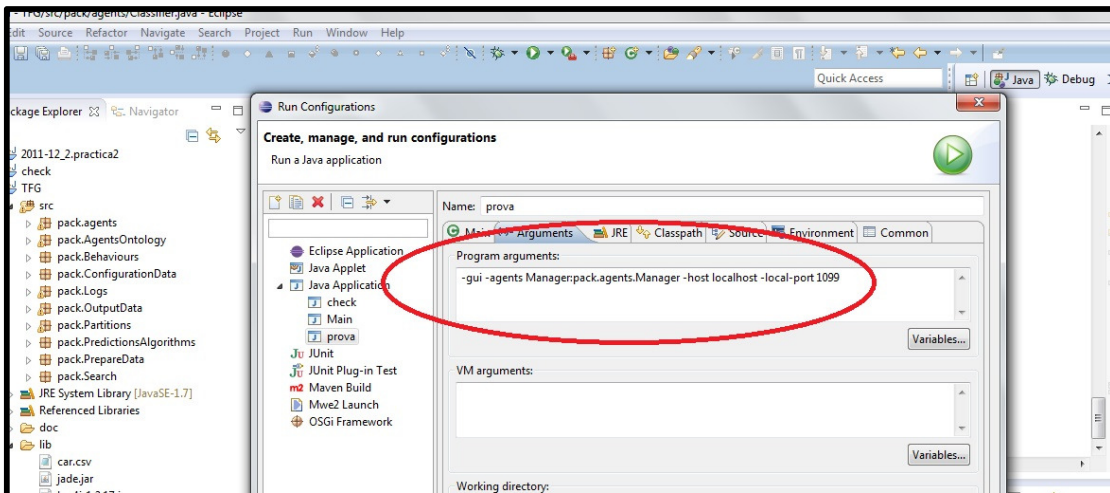 - TFG/src/pack/agents/Classifier.java - Eclipse
Edit Source Refactor Navigate Search Project Run Window Help
Quick Access
Java
Debug
Package Explorer
Navigator
2011-12_2.practica2
check
TFG
src
pack.agents
pack.AgentsOntology
pack.Behaviours
pack.ConfigurationData
pack.Logs
pack.OutputData
pack.Partitions
pack.PredictionsAlgorithms
pack.PrepareData
pack.Search
JRE System Library [JavaSE-1.7]
Referenced Libraries
doc
lib
car.csv
jade.jar
Run Configurations
Create, manage, and run configurations
Run a Java application
Eclipse Application
Java Applet
Java Application
check
Main
prova
JUnit
JUnit Plug-in Test
Maven Build
Mwe2 Launch
OSGi Framework
Name: prova
Main Arguments JRE Classpath Source Environment Common
Program arguments:
-gui -agents Manager:pack.agents.Manager -host localhost -local-port 1099
Variables...
VM arguments:
Variables...
Working directory: